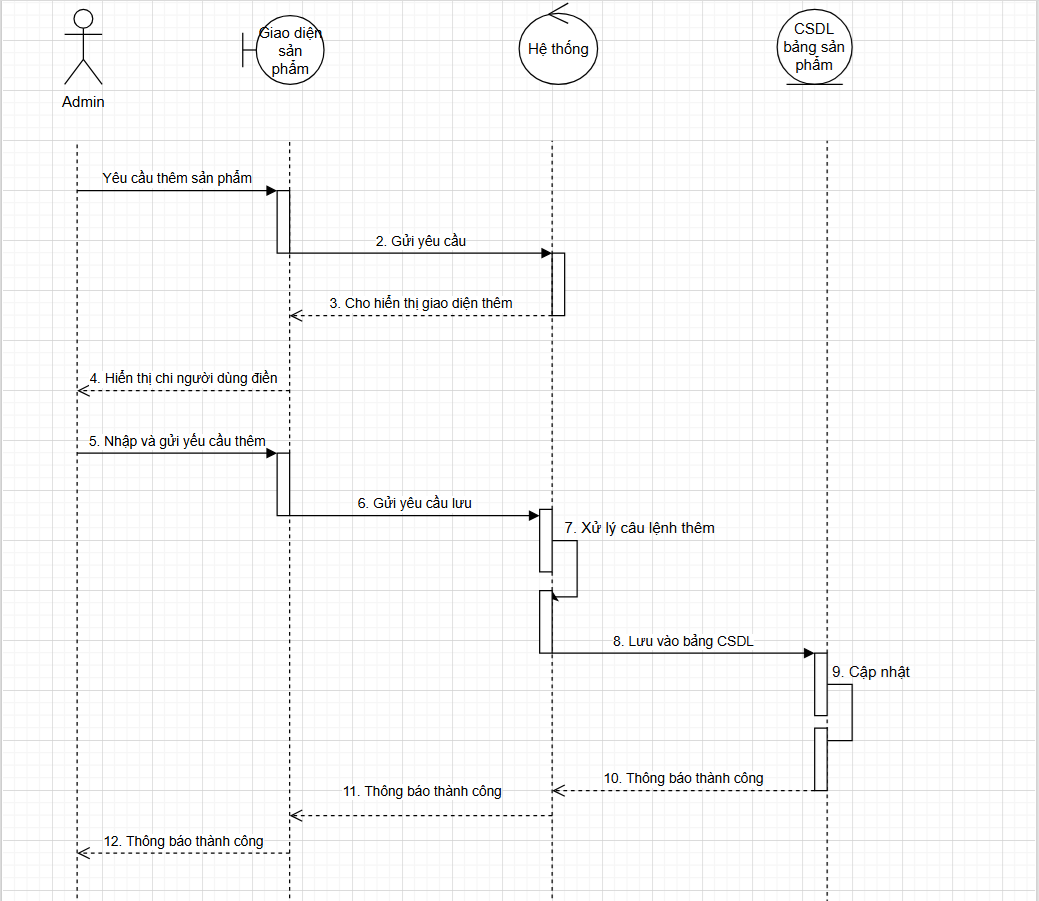 Giao diện
sản
phẩm
Hệ thống
CSDL
bảng sản
phẩm
Admin
Yêu cầu thêm sản phẩm
2. Gửi yêu cầu
3. Cho hiển thị giao diện thêm
4. Hiển thị chi người dùng điền
5. Nhập và gửi yếu cầu thêm
6. Gửi yêu cầu lưu
7. Xử lý câu lệnh thêm
8. Lưu vào bảng CSDL
9. Cập nhật
10. Thông báo thành công
11. Thông báo thành công
12. Thông báo thành công